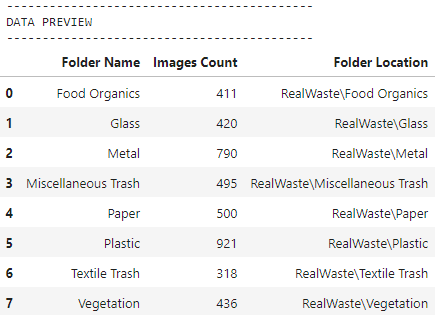 ----------------------------------------
DATA PREVIEW
----------------------------------------
Folder Name Images Count Folder Location
0 Food Organics 411 RealWaste\Food Organics
1 Glass 420 RealWaste\Glass
2 Metal 790 RealWaste\Metal
3 Miscellaneous Trash 495 RealWaste\Miscellaneous Trash
4 Paper 500 RealWaste\Paper
5 Plastic 921 RealWaste\Plastic
6 Textile Trash 318 RealWaste\Textile Trash
7 Vegetation 436 RealWaste\Vegetation